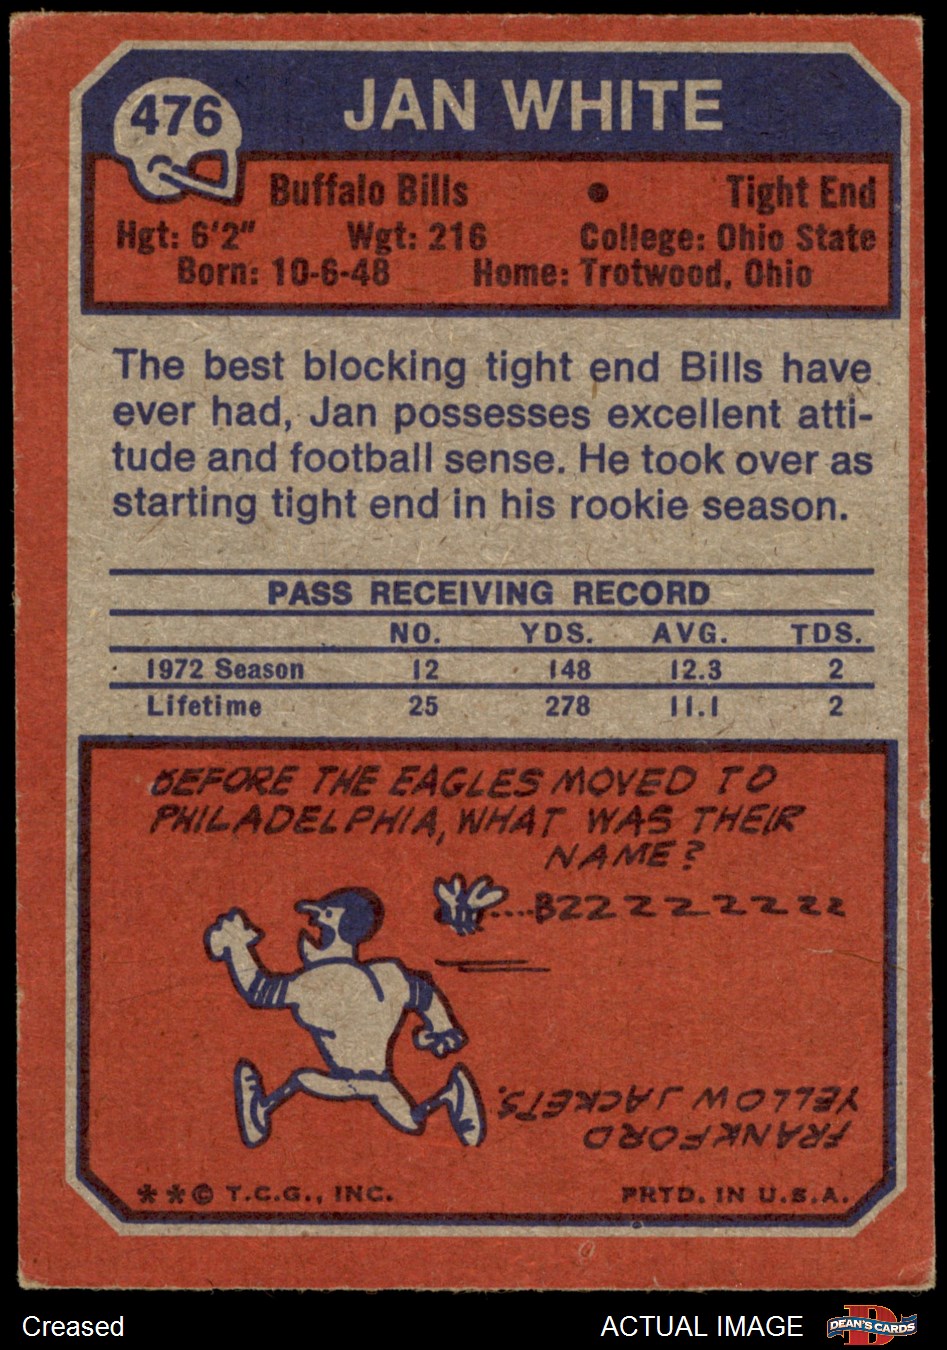 476
JAN WHITE
Buffalo Bills • Tight End
Hgt: 6'2" Wgt: 216 College: Ohio State
Born: 10-6-48 Home: Trotwood, Ohio
The best blocking tight end Bills have
ever had, Jan possesses excellent atti-
tude and football sense. He took over as
starting tight end in his rookie season.
PASS RECEIVING RECORD
NO. YDS. AVG. TDS.
1972 Season 12 148 12.3 2
Lifetime 25 278 11.1 2
BEFORE THE EAGLES MOVED TO
PHILADELPHIA, WHAT WAS THEIR
NAME?
....BZZZZZZZZ
FRANKFORD
YELLOW JACKETS.
**© T.C.G., INC. PRTD. IN U.S.A.
Creased
ACTUAL IMAGE
D
DEAN'S CARDS